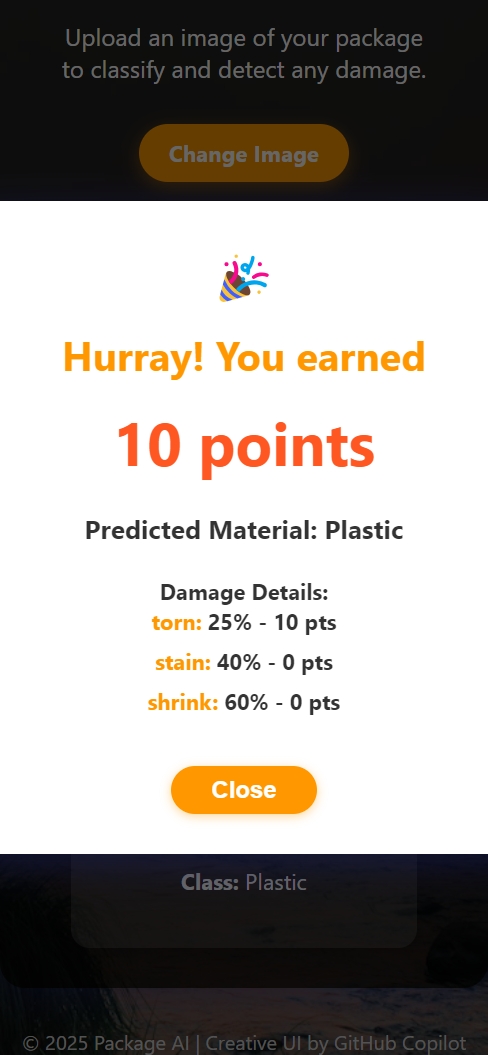 Upload an image of your package
to classify and detect any damage.
Change Image
Hurray! You earned
10 points
Predicted Material: Plastic
Damage Details:
torn: 25% - 10 pts
stain: 40% - 0 pts
shrink: 60% - 0 pts
Close
Class: Plastic
© 2025 Package AI | Creative UI by GitHub Copilot